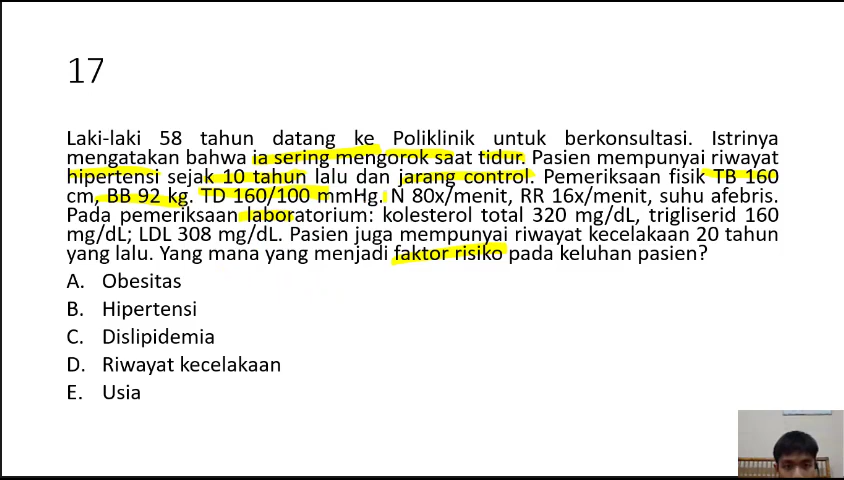 17
Laki-laki 58 tahun datang ke Poliklinik untuk berkonsultasi. Istrinya
mengatakan bahwa ia sering mengorok saat tidur. Pasien mempunyai riwayat
hipertensi sejak 10 tahun lalu dan jarang control. Pemeriksaan fisik TB 160
cm, BB 92 kg. TD 160/100 mmHg. N 80x/menit, RR 16x/menit, suhu afebris.
Pada pemeriksaan laboratorium: kolesterol total 320 mg/dL, trigliserid 160
mg/dL; LDL 308 mg/dL. Pasien juga mempunyai riwayat kecelakaan 20 tahun
yang lalu. Yang mana yang menjadi faktor risiko pada keluhan pasien?
A. Obesitas
B. Hipertensi
C. Dislipidemia
D. Riwayat kecelakaan
E. Usia